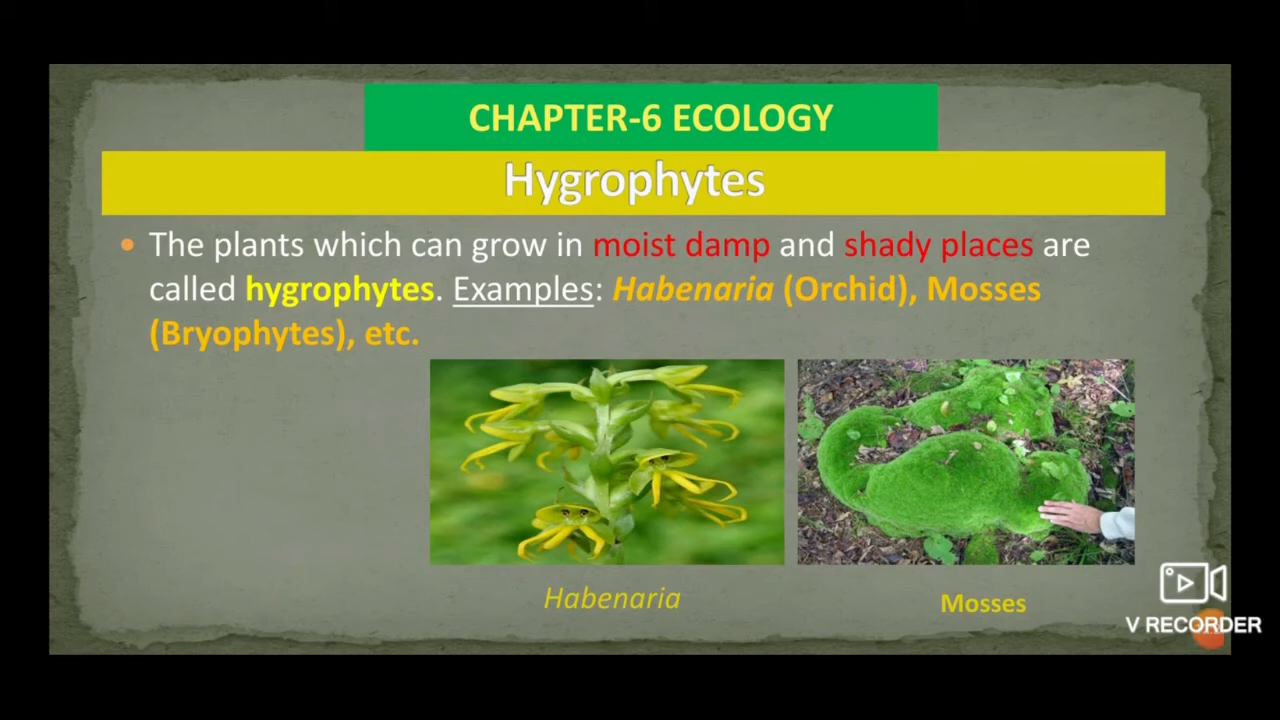 CHAPTER-6 ECOLOGY
Hygrophytes
• The plants which can grow in moist damp and shady places are
called hygrophytes. Examples: Habenaria (Orchid), Mosses
(Bryophytes), etc.
Habenaria
Mosses
V RECORDER